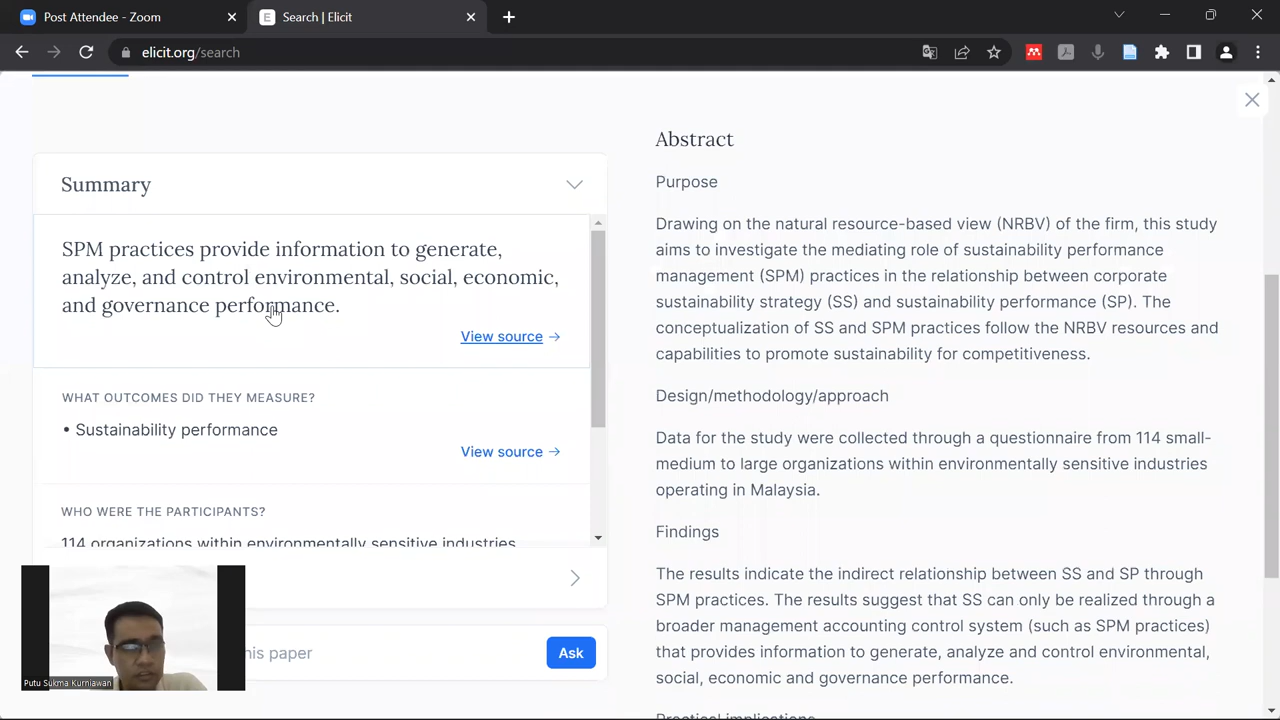 Post Attendee - Zoom
Search | Elicit
elicit.org/search
Summary
SPM practices provide information to generate,
analyze, and control environmental, social, economic,
and governance performance.
View source →
WHAT OUTCOMES DID THEY MEASURE?
• Sustainability performance
View source →
WHO WERE THE PARTICIPANTS?
114 organizations within environmentally sensitive industries
his paper
Ask
Putu Sukma Kurniawan
Abstract
Purpose
Drawing on the natural resource-based view (NRBV) of the firm, this study
aims to investigate the mediating role of sustainability performance
management (SPM) practices in the relationship between corporate
sustainability strategy (SS) and sustainability performance (SP). The
conceptualization of SS and SPM practices follow the NRBV resources and
capabilities to promote sustainability for competitiveness.
Design/methodology/approach
Data for the study were collected through a questionnaire from 114 small-
medium to large organizations within environmentally sensitive industries
operating in Malaysia.
Findings
The results indicate the indirect relationship between SS and SP through
SPM practices. The results suggest that SS can only be realized through a
broader management accounting control system (such as SPM practices)
that provides information to generate, analyze and control environmental,
social, economic and governance performance.
Practical implications